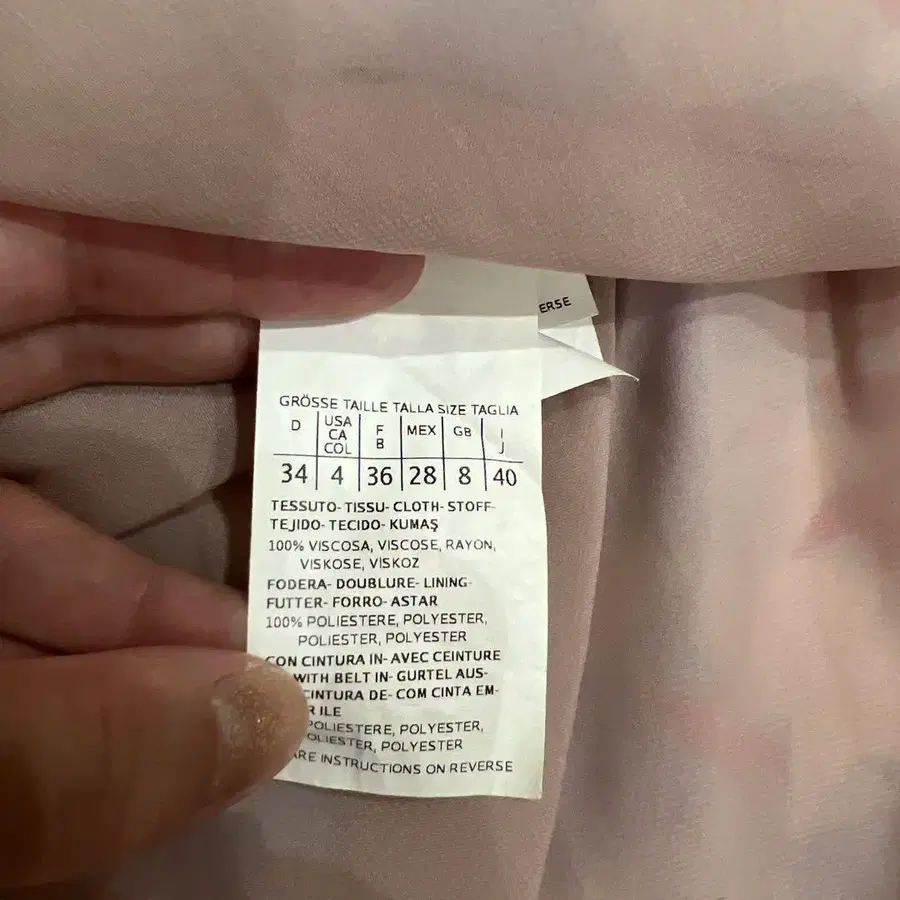 ERSE
GRÖSSE TAILLE TALLA SIZE TAGLIA
D USA CA COL F B MEX GB I J
34 4 36 28 8 40
TESSUTO- TISSU- CLOTH- STOFF-
TEJIDO- TECIDO- KUMAŞ
100% VISCOSA, VISCOSE, RAYON,
VISKOSE, VİSKOZ
FODERA- DOUBLURE- LINING-
FUTTER- FORRO- ASTAR
100% POLIESTERE, POLYESTER,
POLIESTER, POLYESTER
CON CINTURA IN- AVEC CEINTURE
WITH BELT IN- GURTEL AUS-
CINTURA DE- COM CINTA EM-
ILE
POLIESTERE, POLYESTER,
POLIESTER, POLYESTER
ARE INSTRUCTIONS ON REVERSE